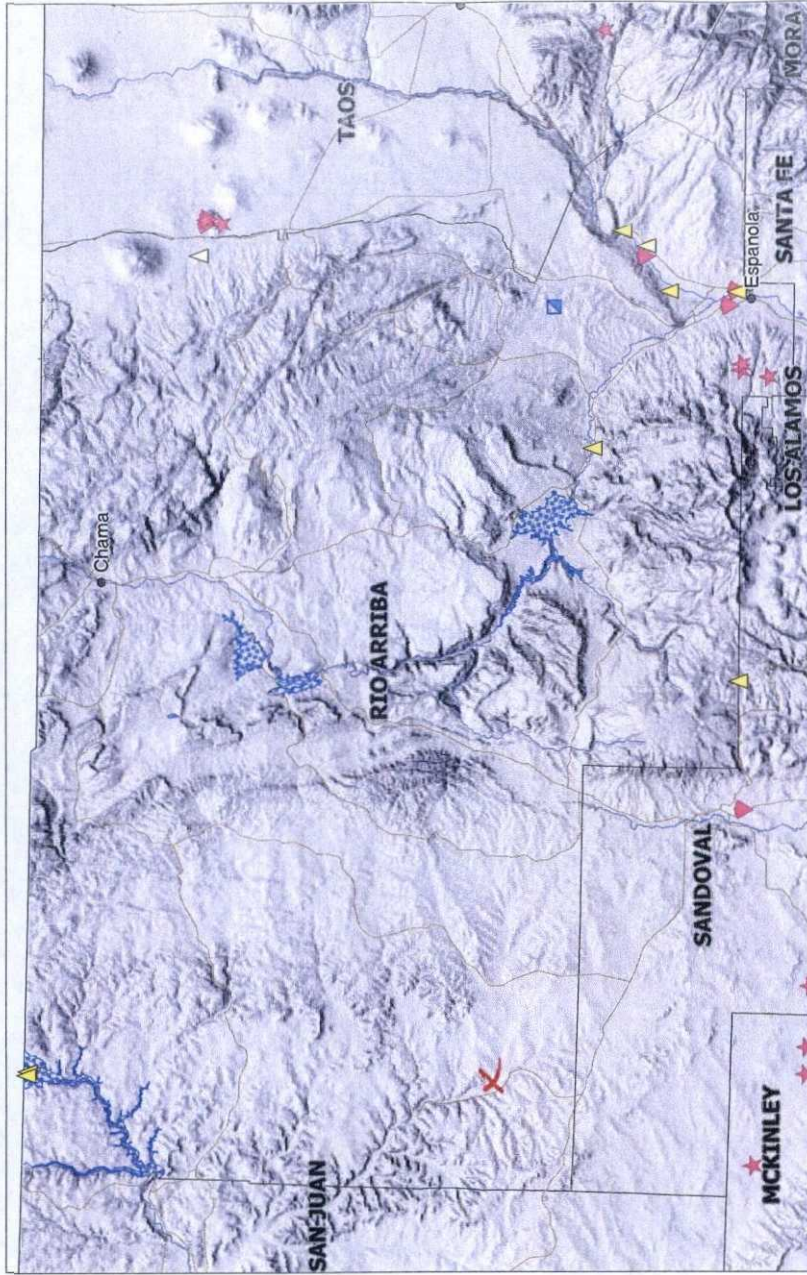 Chama
TAOS
MORA
RIO ARRIBA
Espanola
SANTA FE
LOS ALAMOS
SANDOVAL
SAN JUAN
MCKINLEY